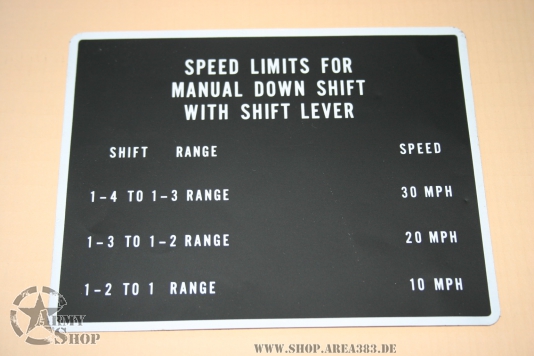 SPEED LIMITS FOR
MANUAL DOWN SHIFT
WITH SHIFT LEVER
SHIFT RANGE SPEED
1-4 TO 1-3 RANGE 30 MPH
1-3 TO 1-2 RANGE 20 MPH
1-2 TO 1 RANGE 10 MPH
ARMY
SHOP
WWW.SHOP.AREA383.DE